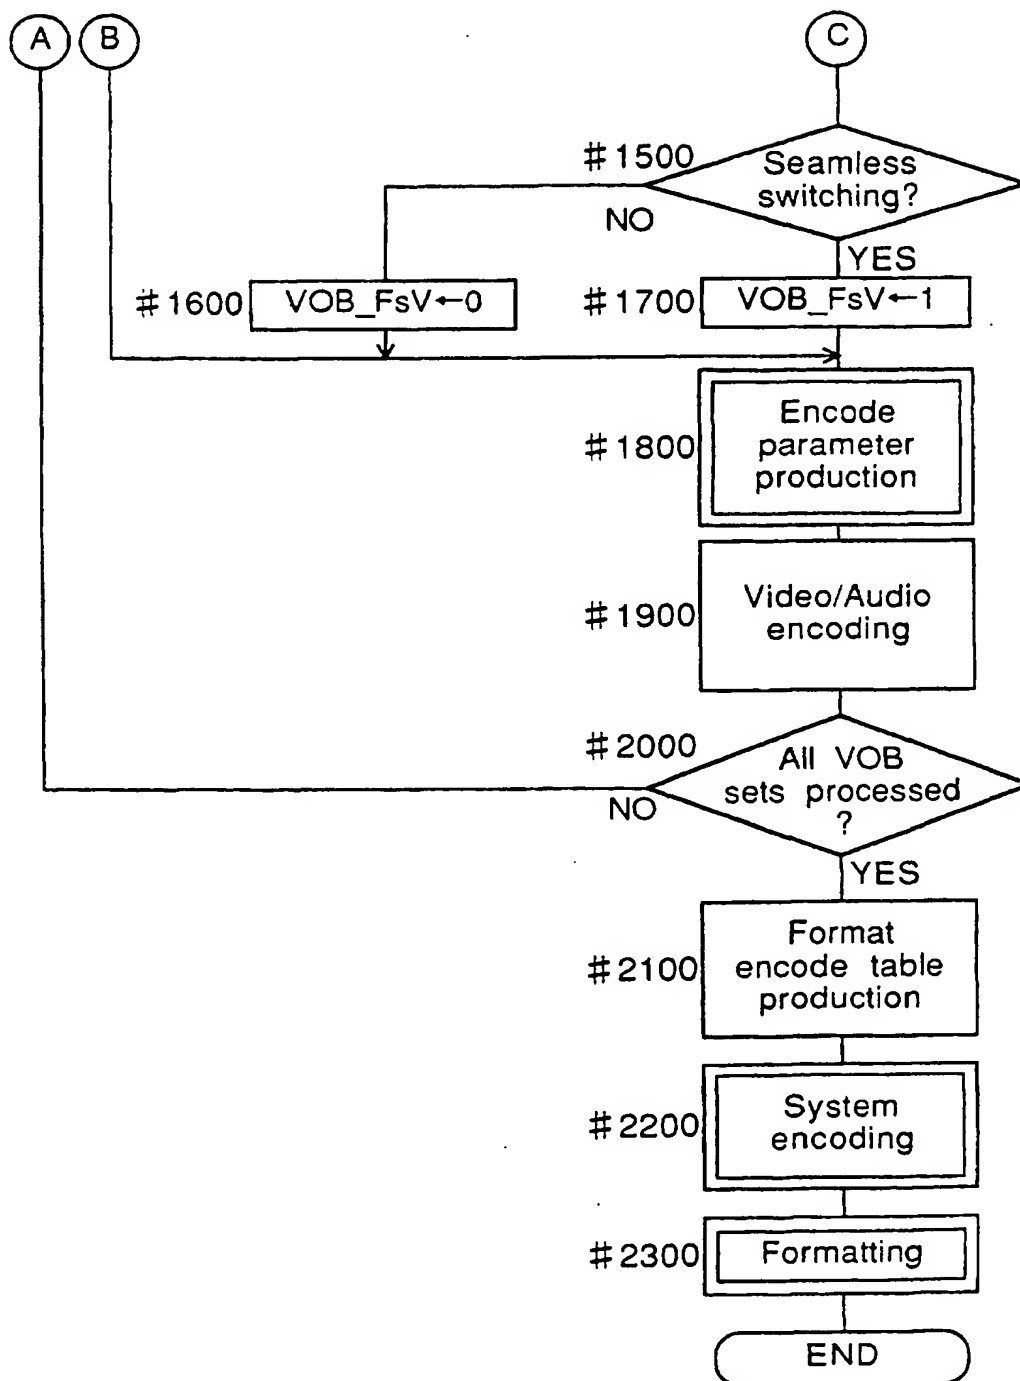 A
B
C
#1500
Seamless
switching?
NO
YES
#1600
VOB_FsV←0
#1700
VOB_FsV←1
#1800
Encode
parameter
production
#1900
Video/Audio
encoding
#2000
All VOB
sets processed
?
NO
YES
#2100
Format
encode table
production
#2200
System
encoding
#2300
Formatting
END